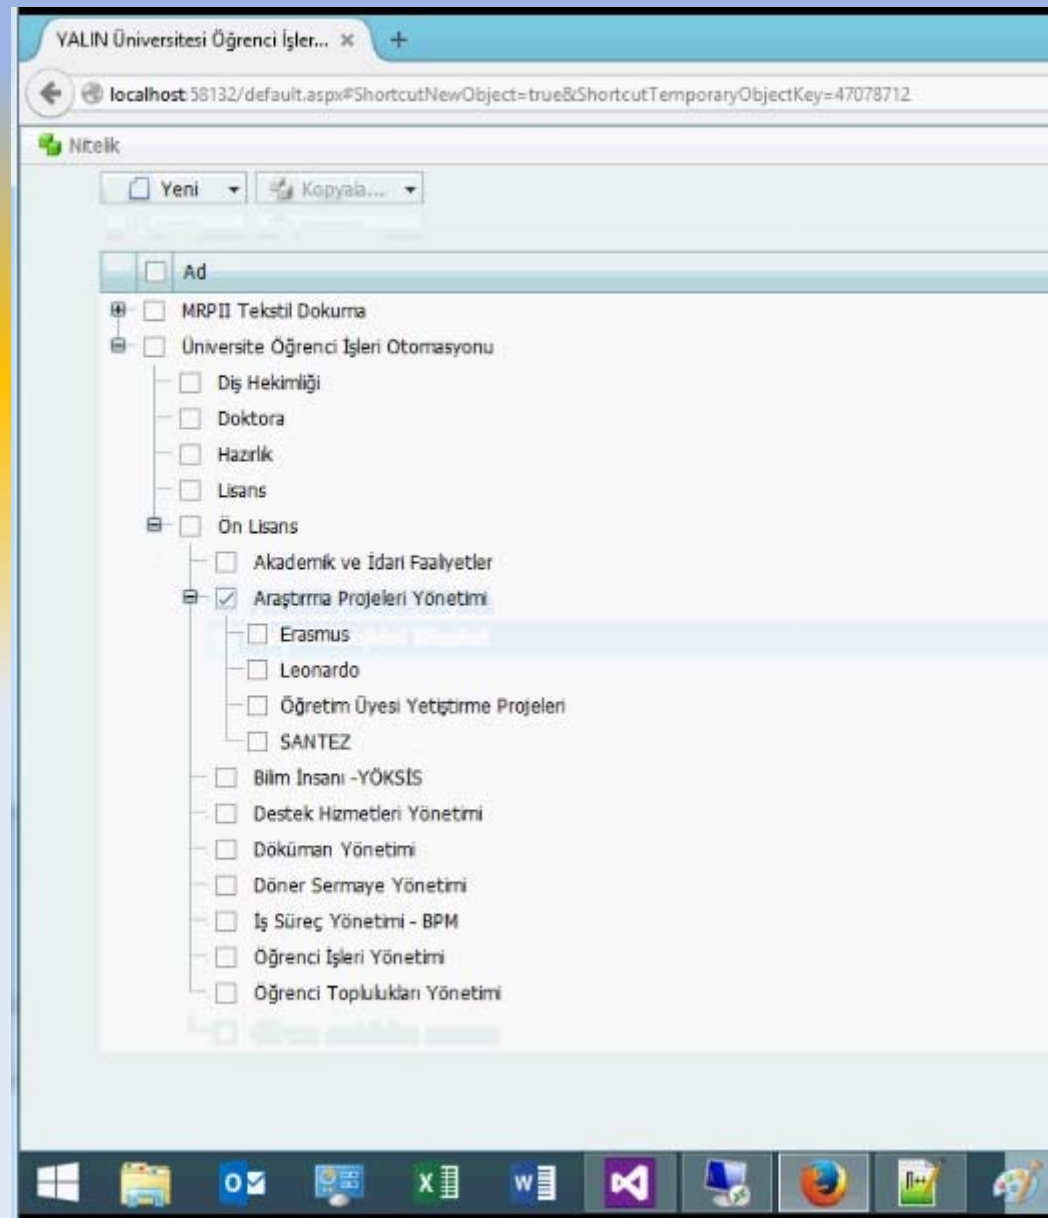 YALIN Üniversitesi Öğrenci İşler... × +
localhost:58132/default.aspx#ShortcutNewObject=true&ShortcutTemporaryObjectKey=47078712
Nitelik
Yeni Kopyala...
Ad
MRPII Tekstil Dokuma
Üniversite Öğrenci İşleri Otomasyonu
Diş Hekimliği
Doktora
Hazırlık
Lisans
Ön Lisans
Akademik ve İdari Faaliyetler
Araştırma Projeleri Yönetimi
Erasmus
Leonardo
Öğretim Üyesi Yetiştirme Projeleri
SANTEZ
Bilim İnsanı -YÖKSİS
Destek Hizmetleri Yönetimi
Döküman Yönetimi
Döner Sermaye Yönetimi
İş Süreç Yönetimi - BPM
Öğrenci İşleri Yönetimi
Öğrenci Toplulukları Yönetimi